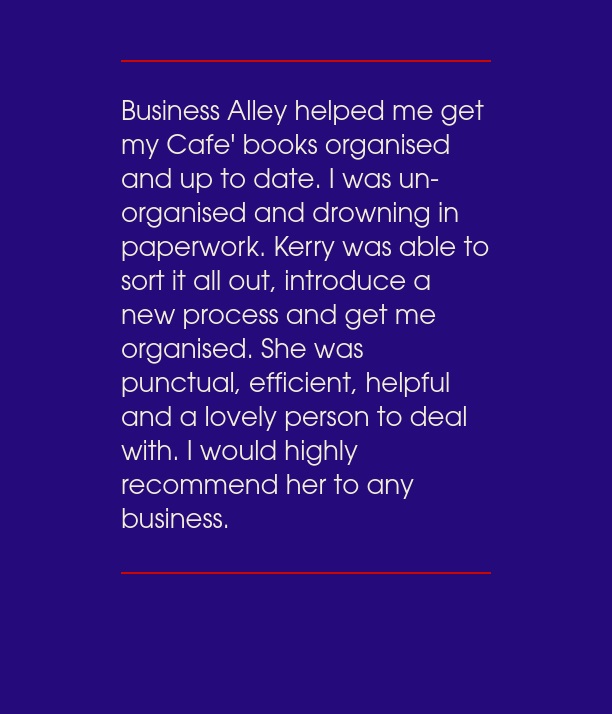 Business Alley helped me get
my Cafe' books organised
and up to date. I was un-
organised and drowning in
paperwork. Kerry was able to
sort it all out, introduce a
new process and get me
organised. She was
punctual, efficient, helpful
and a lovely person to deal
with. I would highly
recommend her to any
business.